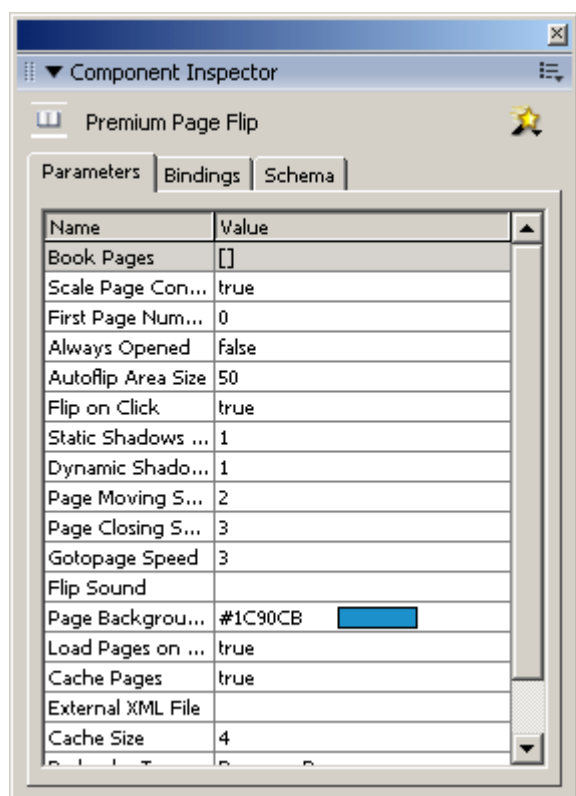 Component Inspector
Premium Page Flip
Parameters Bindings Schema
Name Value
Book Pages []
Scale Page Con... true
First Page Num... 0
Always Opened false
Autoflip Area Size 50
Flip on Click true
Static Shadows ... 1
Dynamic Shado... 1
Page Moving S... 2
Page Closing S... 3
Gotopage Speed 3
Flip Sound
Page Backgrou... #1C90CB
Load Pages on ... true
Cache Pages true
External XML File
Cache Size 4